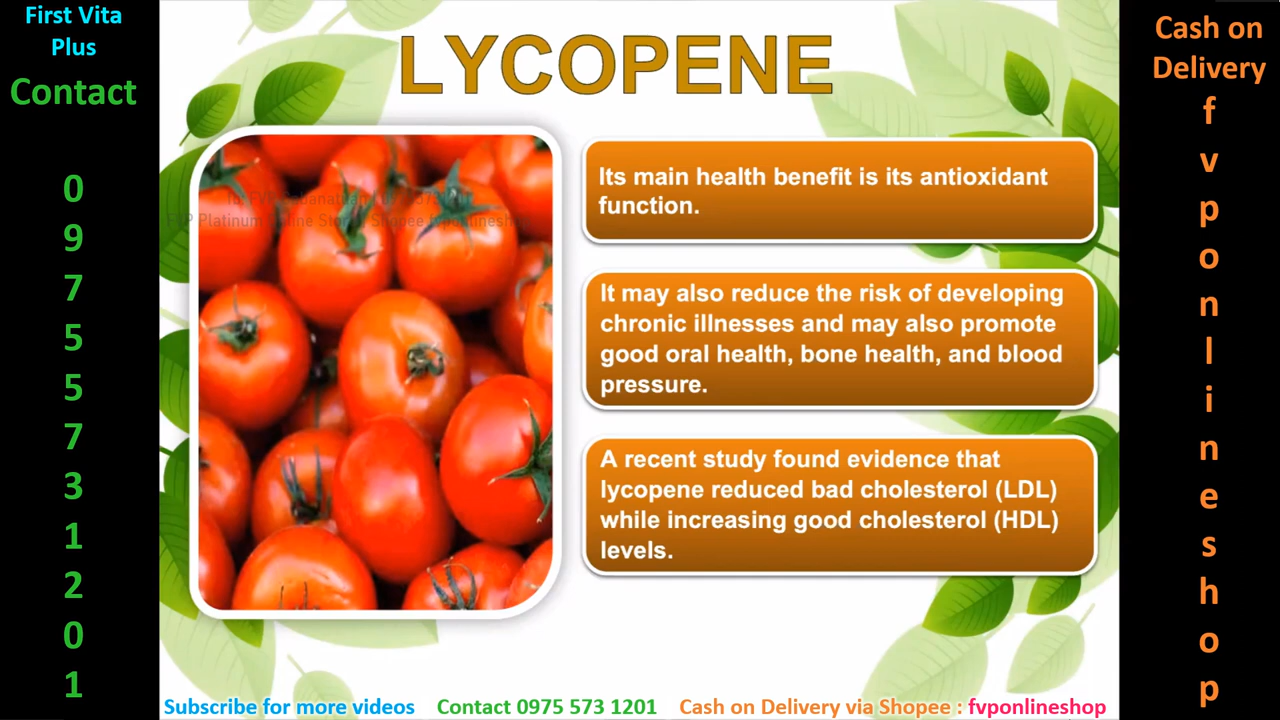 First Vita
Plus
Contact
0
9
7
5
5
7
3
1
2
0
1
LYCOPENE
Its main health benefit is its antioxidant
function.
It may also reduce the risk of developing
chronic illnesses and may also promote
good oral health, bone health, and blood
pressure.
A recent study found evidence that
lycopene reduced bad cholesterol (LDL)
while increasing good cholesterol (HDL)
levels.
Cash on
Delivery
f
v
p
o
n
l
i
n
e
s
h
o
p
Subscribe for more videos Contact 0975 573 1201 Cash on Delivery via Shopee : fvponlineshop